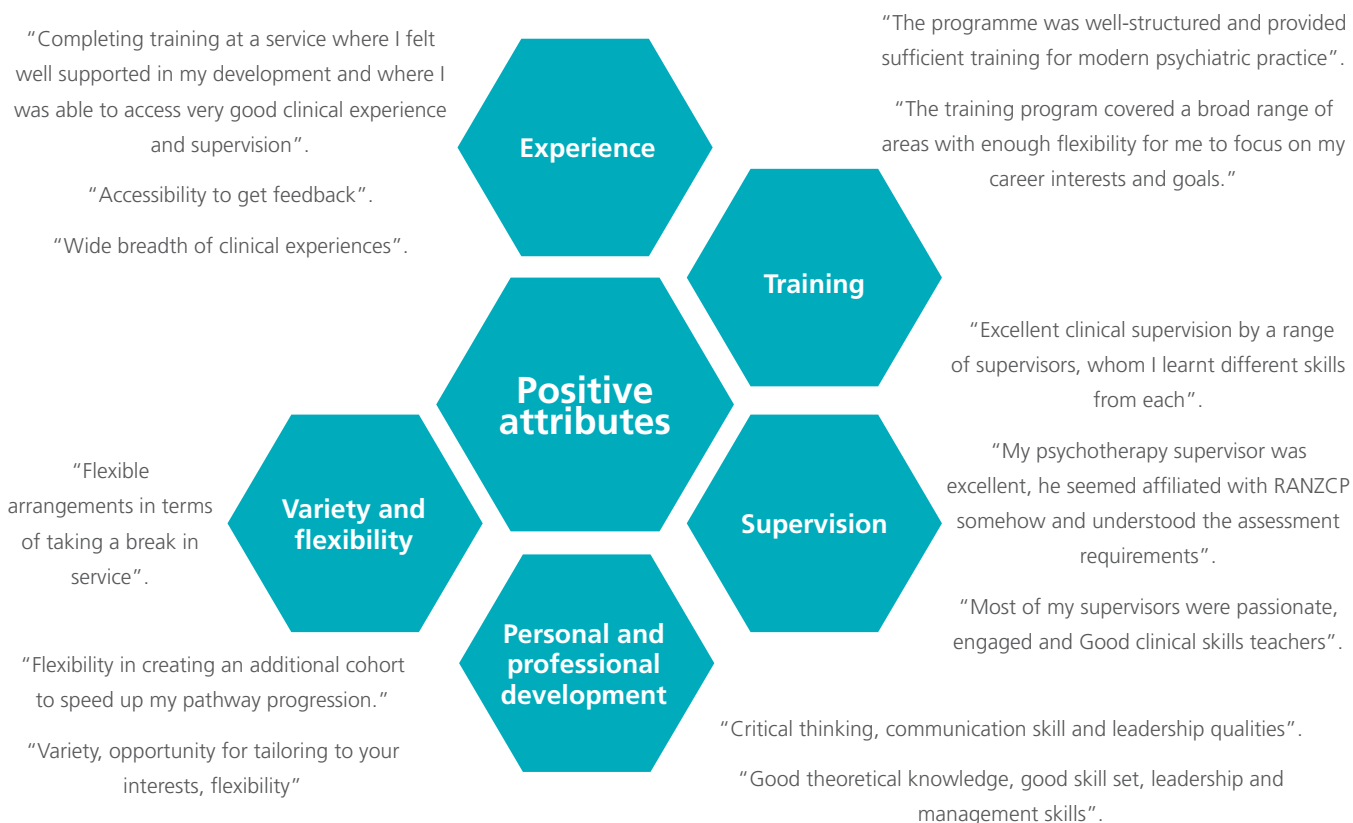 “Completing training at a service where I felt
well supported in my development and where I
was able to access very good clinical experience
and supervision”.
“Accessibility to get feedback”.
“Wide breadth of clinical experiences”.
Experience
“The programme was well-structured and provided
sufficient training for modern psychiatric practice”.
“The training program covered a broad range of
areas with enough flexibility for me to focus on my
career interests and goals.”
Training
Positive
attributes
“Excellent clinical supervision by a range
of supervisors, whom I learnt different skills
from each”.
“My psychotherapy supervisor was
excellent, he seemed affiliated with RANZCP
somehow and understood the assessment
requirements”.
“Most of my supervisors were passionate,
engaged and Good clinical skills teachers”.
Supervision
“Flexible
arrangements in terms
of taking a break in
service”.
Variety and
flexibility
“Flexibility in creating an additional cohort
to speed up my pathway progression.”
“Variety, opportunity for tailoring to your
interests, flexibility”
Personal and
professional
development
“Critical thinking, communication skill and leadership qualities”.
“Good theoretical knowledge, good skill set, leadership and
management skills”.